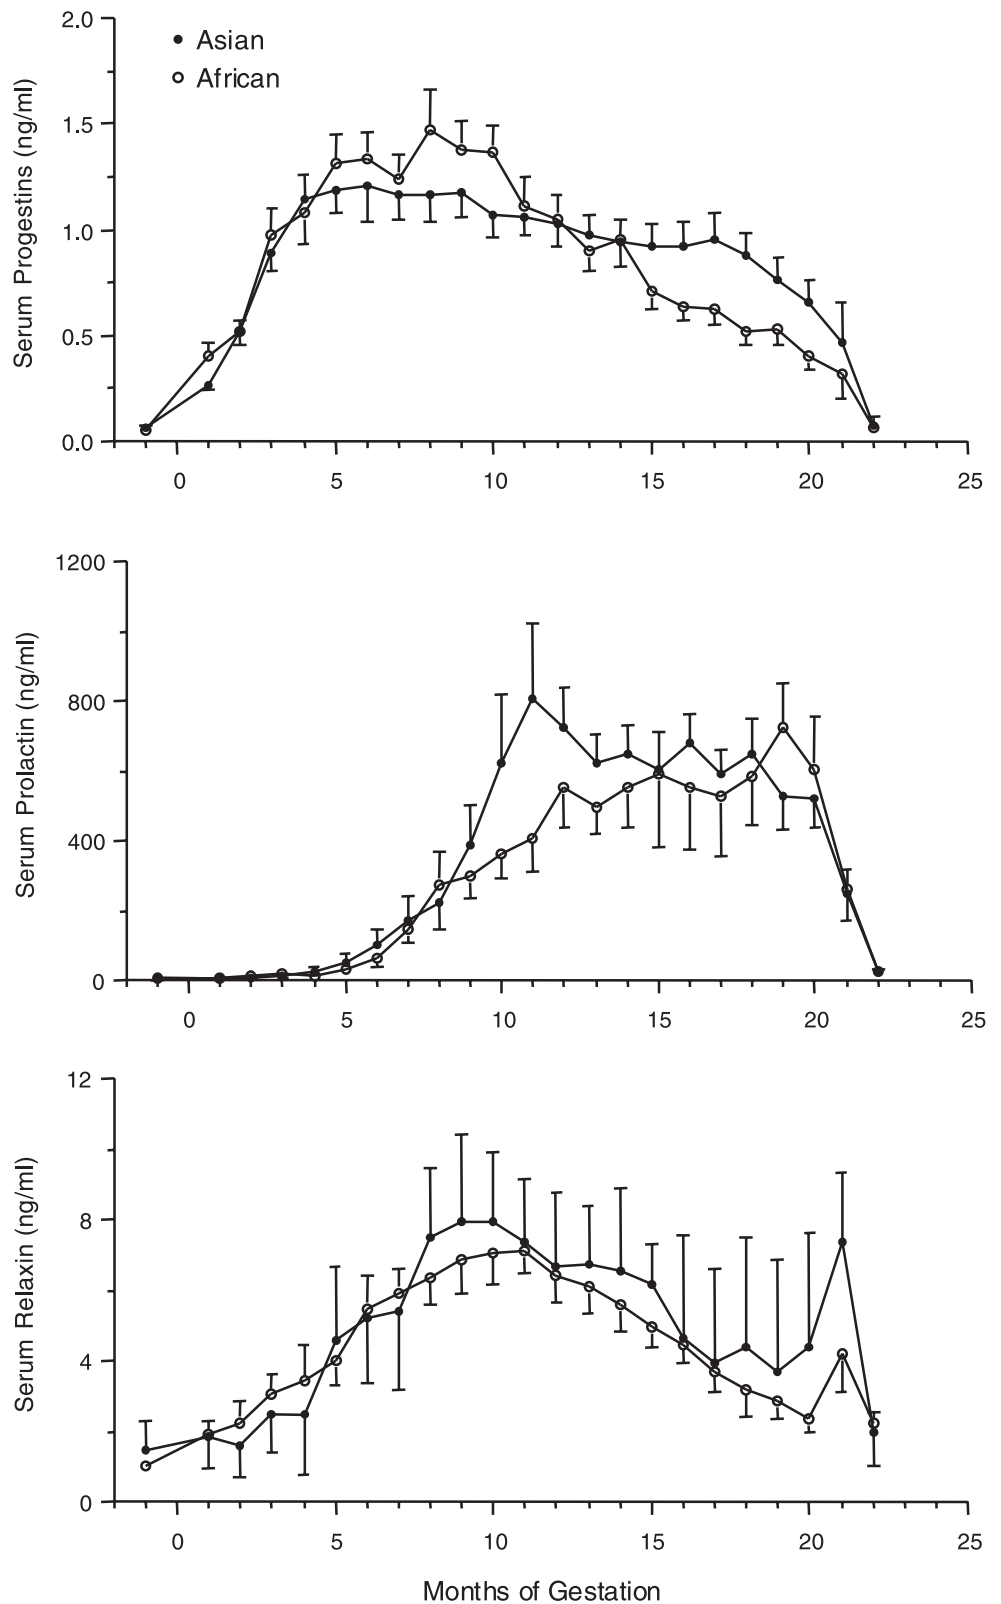 2.0
Asian
African
1.5
1.0
0.5
0.0
Serum Progestins (ng/ml)
0 5 10 15 20 25
1200
800
400
0
Serum Prolactin (ng/ml)
0 5 10 15 20 25
12
8
4
0
Serum Relaxin (ng/ml)
0 5 10 15 20 25
Months of Gestation